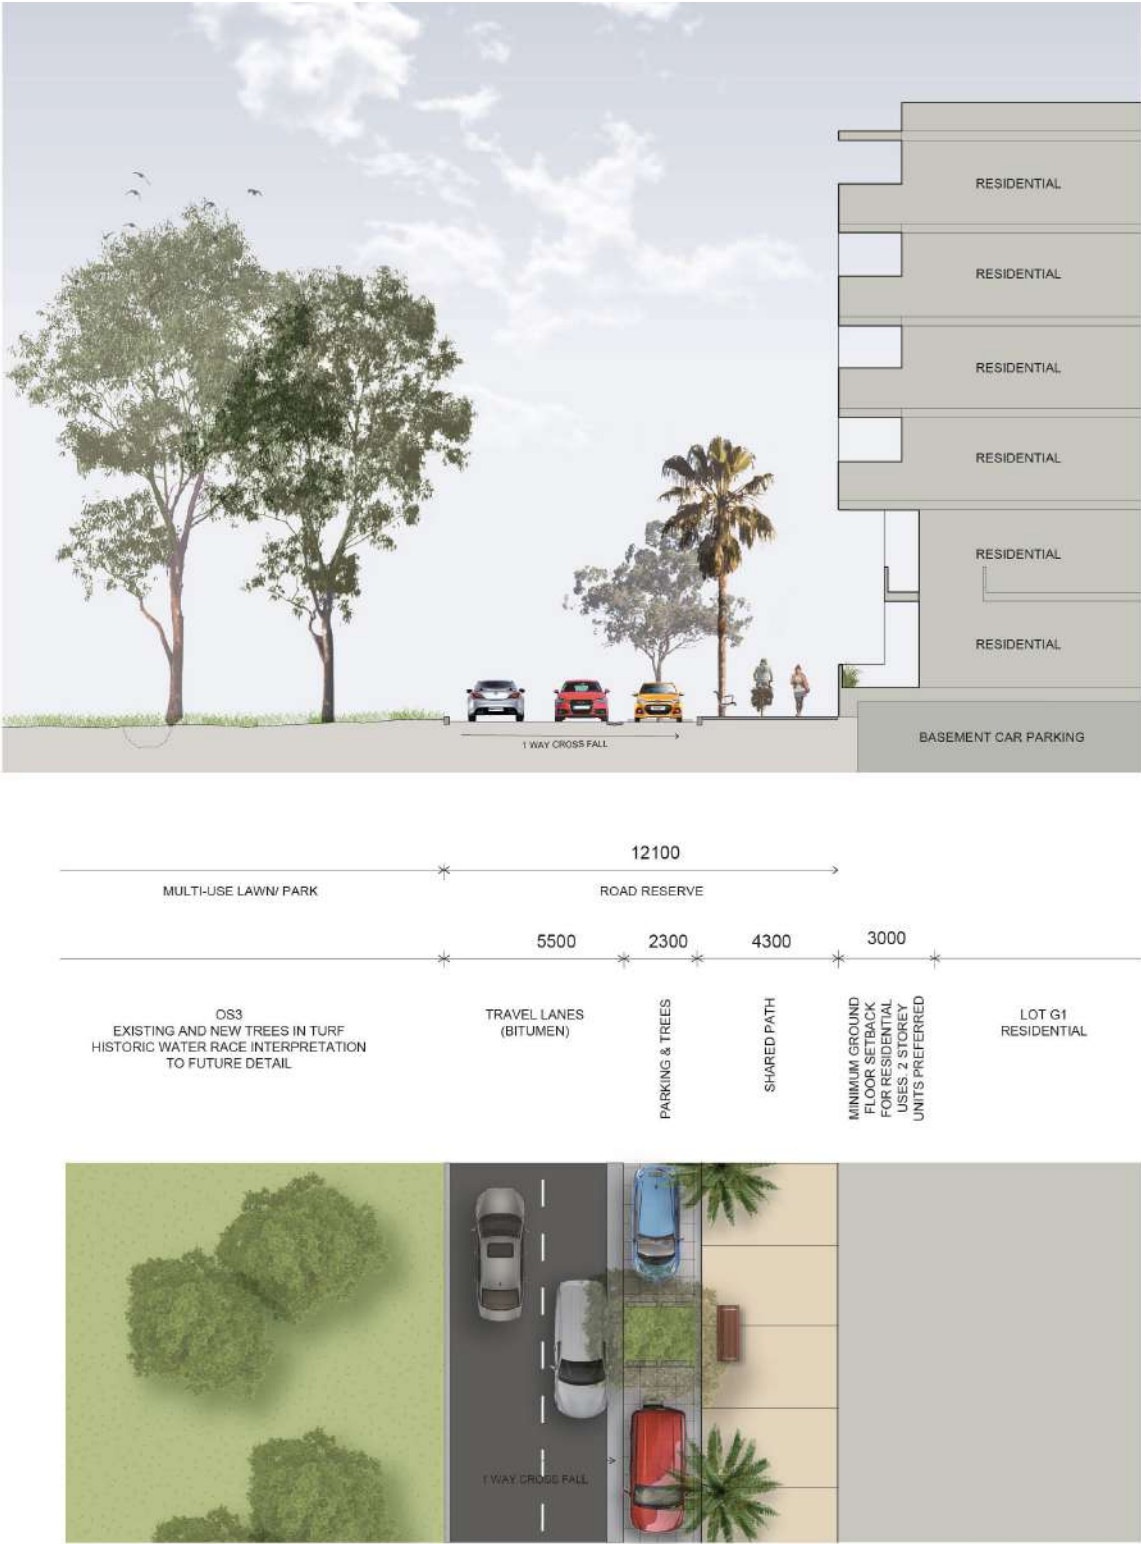 RESIDENTIAL
RESIDENTIAL
RESIDENTIAL
RESIDENTIAL
RESIDENTIAL
RESIDENTIAL
BASEMENT CAR PARKING
1 WAY CROSS FALL
12100
MULTI-USE LAWN/ PARK
ROAD RESERVE
5500
2300
4300
3000
OS3
EXISTING AND NEW TREES IN TURF
HISTORIC WATER RACE INTERPRETATION
TO FUTURE DETAIL
TRAVEL LANES
(BITUMEN)
PARKING & TREES
SHARED PATH
MINIMUM GROUND
FLOOR SETBACK
FOR RESIDENTIAL
USES. 2 STOREY
UNITS PREFERRED
LOT G1
RESIDENTIAL
1 WAY CROSS FALL